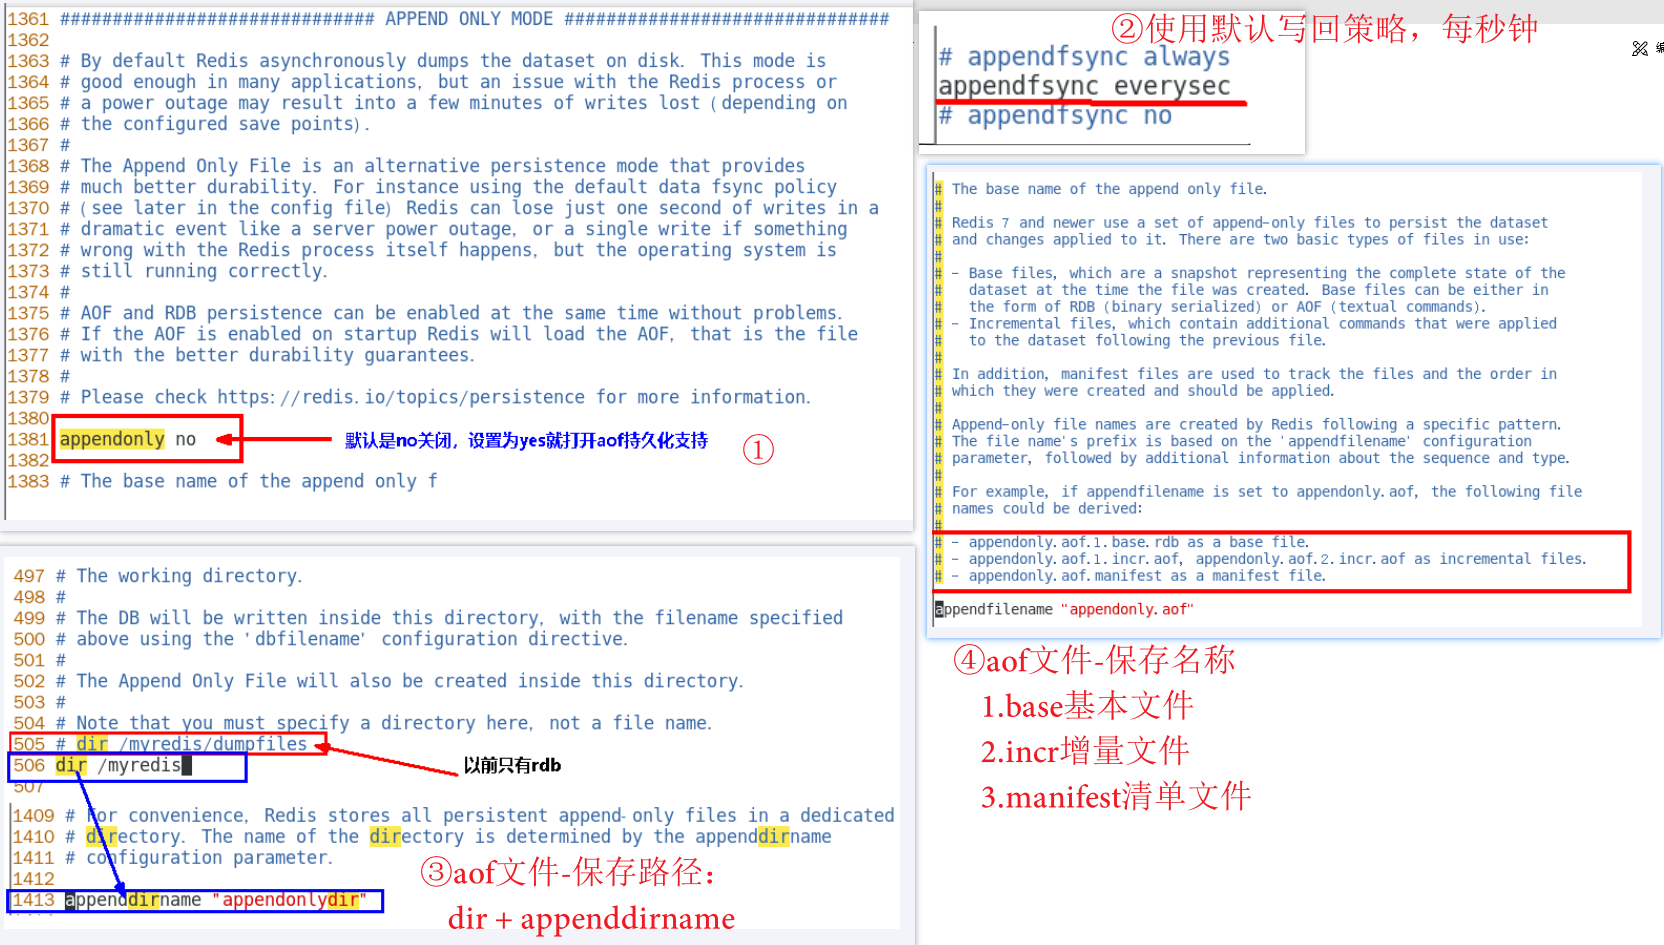 1361 ############################## APPEND ONLY MODE ###############################
1362
1363 # By default Redis asynchronously dumps the dataset on disk. This mode is
1364 # good enough in many applications, but an issue with the Redis process or
1365 # a power outage may result into a few minutes of writes lost (depending on
1366 # the configured save points).
1367 #
1368 # The Append Only File is an alternative persistence mode that provides
1369 # much better durability. For instance using the default data fsync policy
1370 # (see later in the config file) Redis can lose just one second of writes in a
1371 # dramatic event like a server power outage, or a single write if something
1372 # wrong with the Redis process itself happens, but the operating system is
1373 # still running correctly.
1374 #
1375 # AOF and RDB persistence can be enabled at the same time without problems.
1376 # If the AOF is enabled on startup Redis will load the AOF, that is the file
1377 # with the better durability guarantees.
1378 #
1379 # Please check https://redis.io/topics/persistence for more information.
1380
1381 appendonly no
默认是no关闭，设置为yes就打开aof持久化支持
①
1382
1383 # The base name of the append only f
②使用默认写回策略，每秒钟
# appendfsync always
appendfsync everysec
# appendfsync no
# The base name of the append only file.
#
# Redis 7 and newer use a set of append-only files to persist the dataset
# and changes applied to it. There are two basic types of files in use:
#
# - Base files, which are a snapshot representing the complete state of the
#   dataset at the time the file was created. Base files can be either in
#   the form of RDB (binary serialized) or AOF (textual commands).
# - Incremental files, which contain additional commands that were applied
#   to the dataset following the previous file.
#
# In addition, manifest files are used to track the files and the order in
# which they were created and should be applied.
#
# Append-only file names are created by Redis following a specific pattern.
# The file name's prefix is based on the 'appendfilename' configuration
# parameter, followed by additional information about the sequence and type.
#
# For example, if appendfilename is set to appendonly.aof, the following file
# names could be derived:
#
# - appendonly.aof.1.base.rdb as a base file.
# - appendonly.aof.1.incr.aof, appendonly.aof.2.incr.aof as incremental files.
# - appendonly.aof.manifest as a manifest file.
appendfilename "appendonly.aof"
④aof文件-保存名称
1.base基本文件
2.incr增量文件
3.manifest清单文件
497 # The working directory.
498 #
499 # The DB will be written inside this directory, with the filename specified
500 # above using the 'dbfilename' configuration directive.
501 #
502 # The Append Only File will also be created inside this directory.
503 #
504 # Note that you must specify a directory here, not a file name.
505 # dir /myredis/dumpfiles
506 dir /myredis
以前只有rdb
507
1409 # For convenience, Redis stores all persistent append-only files in a dedicated
1410 # directory. The name of the directory is determined by the appenddirname
1411 # configuration parameter.
1412
1413 appenddirname "appendonlydir"
③aof文件-保存路径：
dir + appenddirname